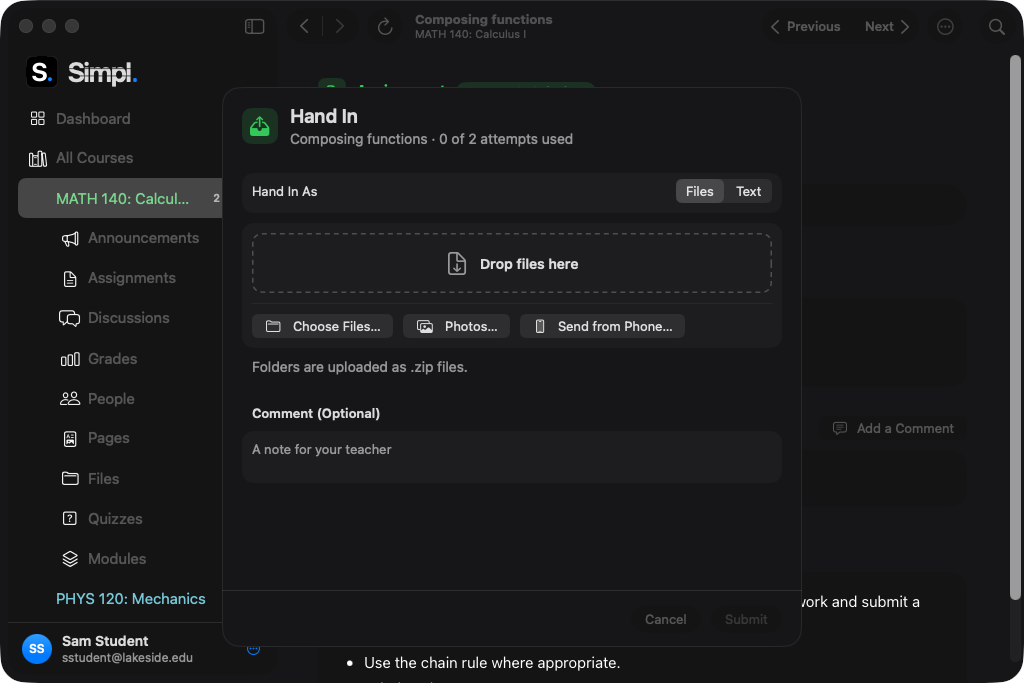 Composing functions
MATH 140: Calculus I
Previous
Next
S. Simpl.
Dashboard
All Courses
MATH 140: Calcul... 2
Announcements
Assignments
Discussions
Grades
People
Pages
Files
Quizzes
Modules
PHYS 120: Mechanics
SS
Sam Student
sstudent@lakeside.edu
Hand In
Composing functions · 0 of 2 attempts used
Hand In As
Files
Text
Drop files here
Choose Files...
Photos...
Send from Phone...
Folders are uploaded as .zip files.
Comment (Optional)
A note for your teacher
Cancel
Submit
Add a Comment
work and submit a
• Use the chain rule where appropriate.